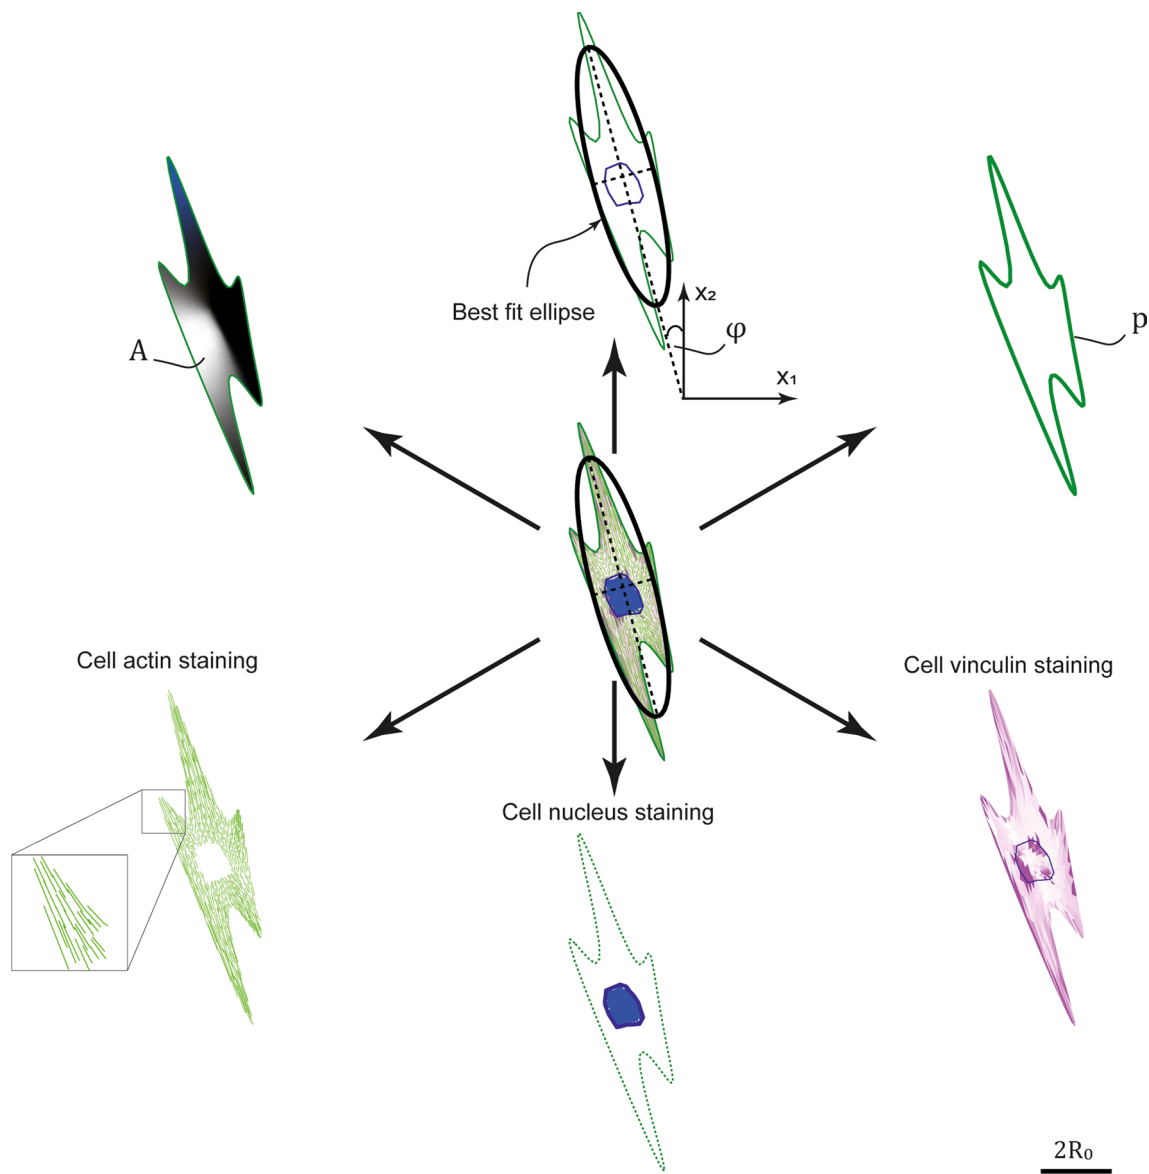 x₂
Best fit ellipse
φ
p
A
x₁
Cell actin staining
Cell vinculin staining
Cell nucleus staining
2R₀